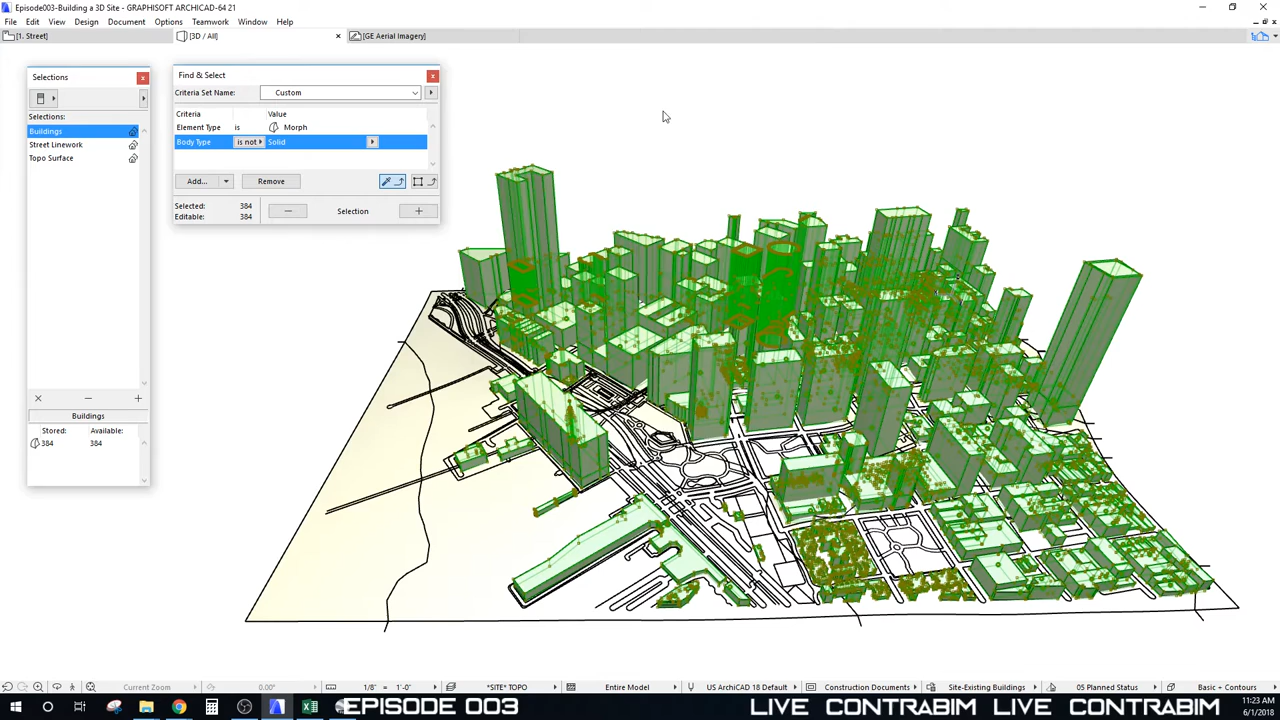 Episode003-Building a 3D Site - GRAPHISOFT ARCHICAD-64 21
File Edit View Design Document Options Teamwork Window Help
[1. Street]
[3D / All]
[GE Aerial Imagery]
Selections
Selections:
Buildings
Street Linework
Topo Surface
Buildings
Stored: Available:
384 384
Find & Select
Criteria Set Name: Custom
Criteria Value
Element Type is Morph
Body Type is not Solid
Add... Remove
Selected: 384
Editable: 384
Selection
Current Zoom 0.00° 1/8" = 1'-0" *SITE* TOPO Entire Model US ArchiCAD 18 Default Construction Documents Site-Existing Buildings 05 Planned Status Basic + Contours
EPISODE 003
LIVE CONTRABIM LIVE CONTRABIM
11:23 AM
6/1/2018